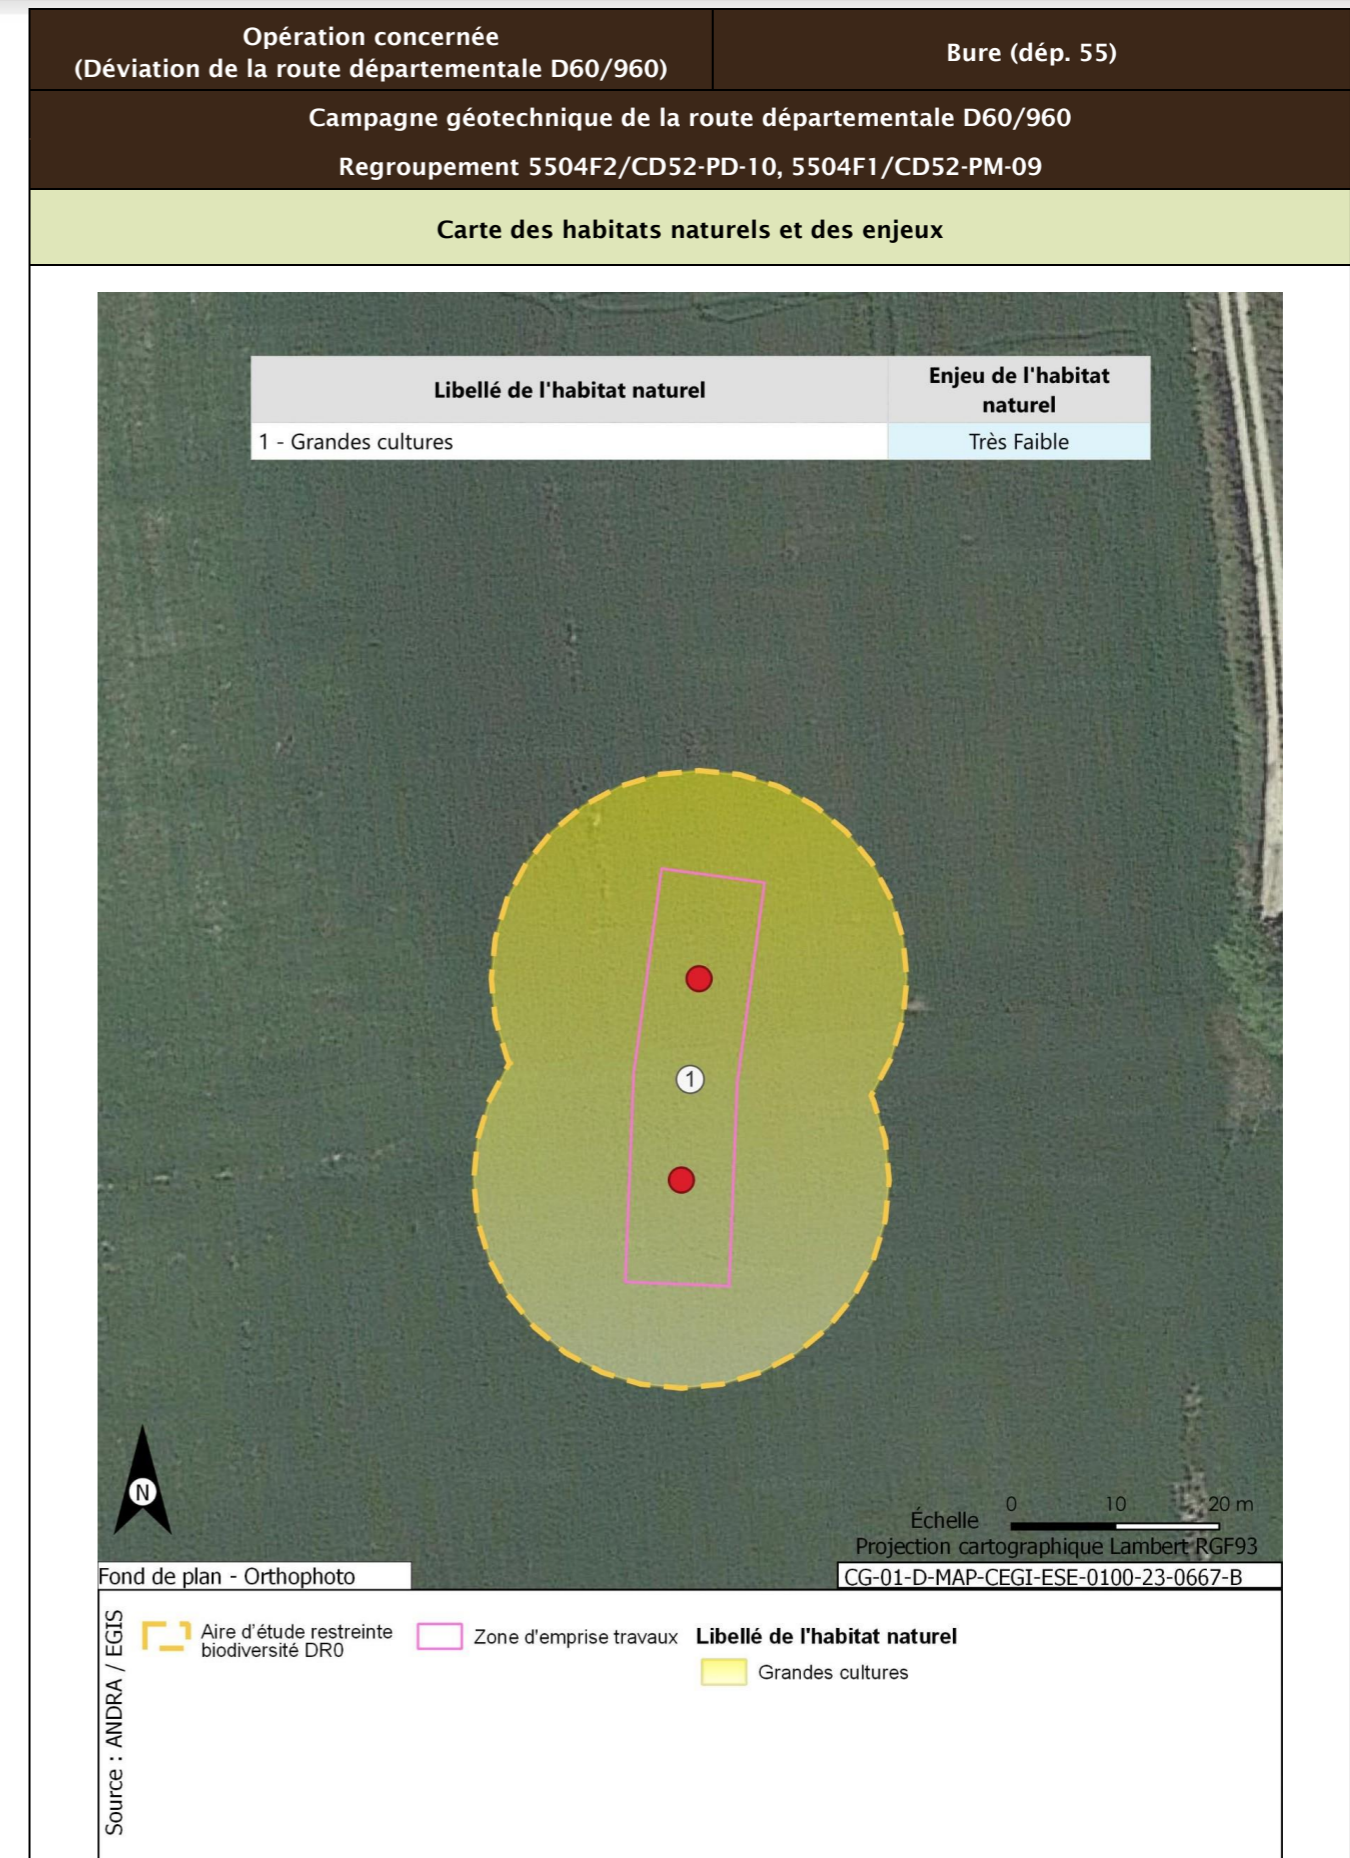 Opération concernée
(Déviation de la route départementale D60/960)
Bure (dép. 55)
Campagne géotechnique de la route départementale D60/960
Regroupement 5504F2/CD52-PD-10, 5504F1/CD52-PM-09
Carte des habitats naturels et des enjeux
Libellé de l'habitat naturel
Enjeu de l'habitat
naturel
1 - Grandes cultures
Très Faible
1
N
Échelle
0 10 20 m
Projection cartographique Lambert RGF93
Fond de plan - Orthophoto
CG-01-D-MAP-CEGI-ESE-0100-23-0667-B
Source : ANDRA / EGIS
Aire d'étude restreinte
biodiversité DR0
Zone d'emprise travaux
Libellé de l'habitat naturel
Grandes cultures